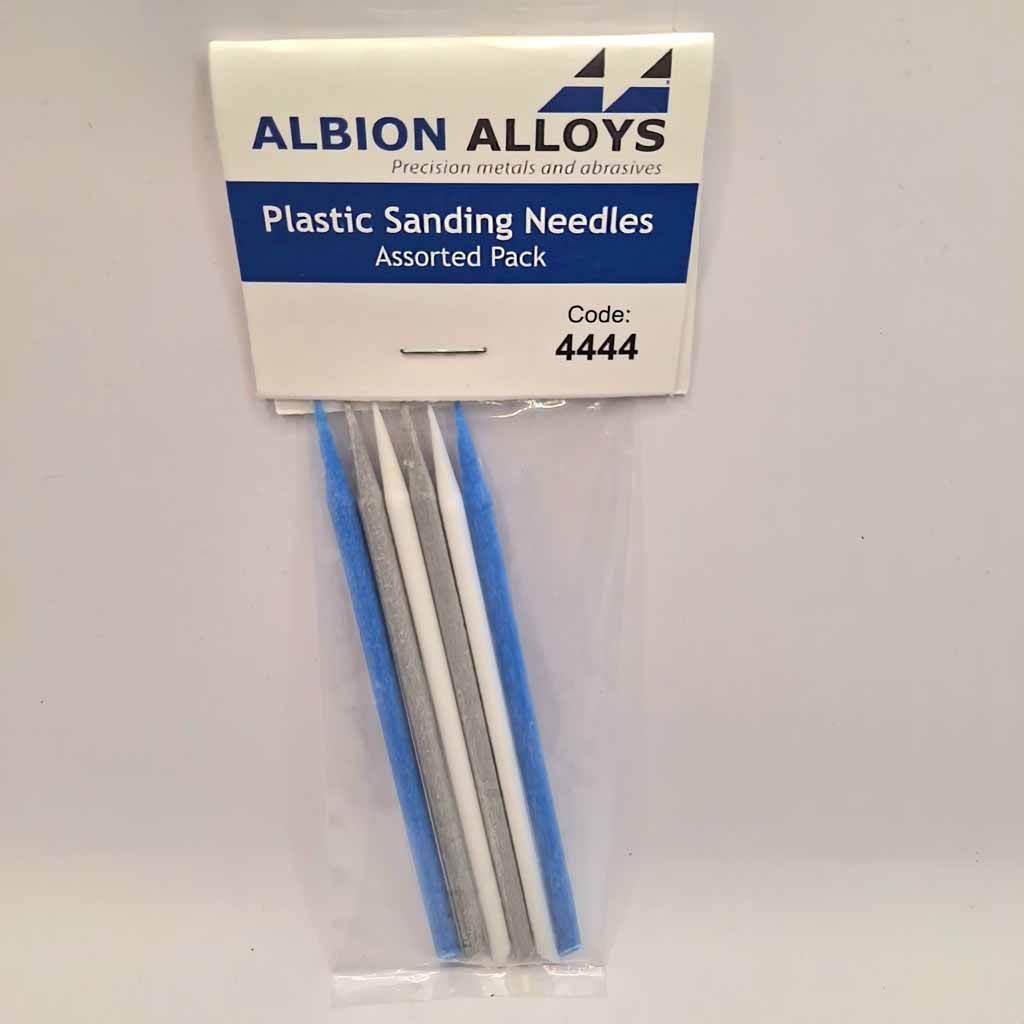 ALBION ALLOYS
Precision metals and abrasives
Plastic Sanding Needles
Assorted Pack
Code:
4444